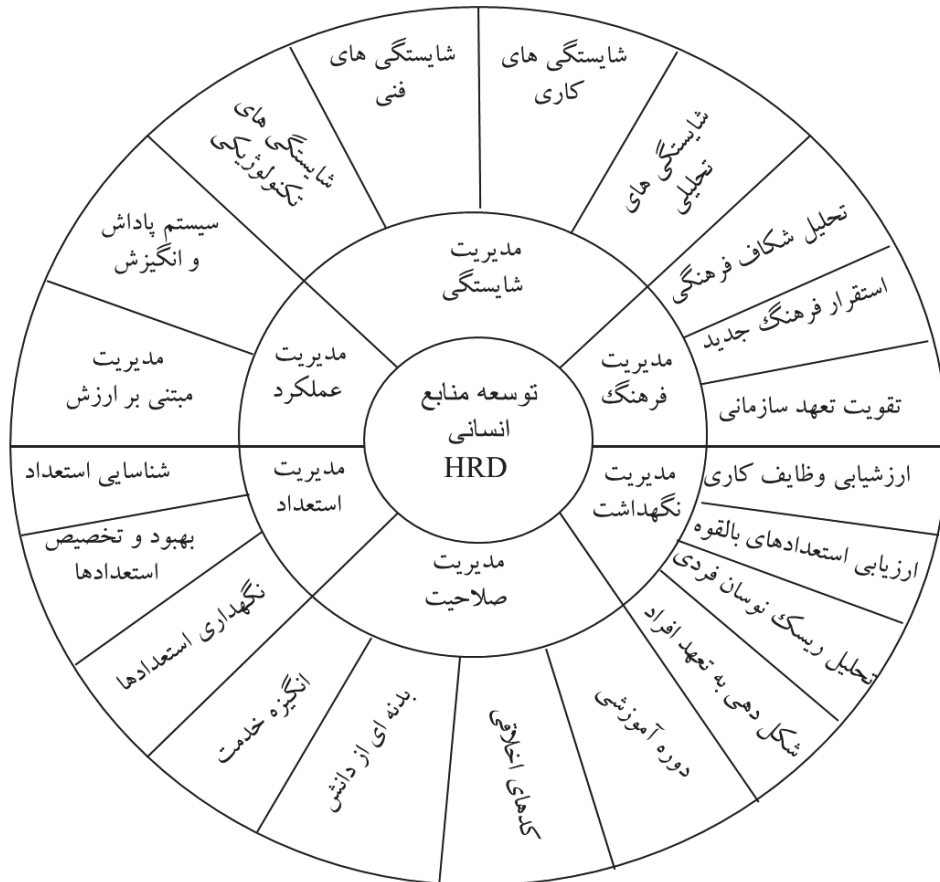 توسعه منابع
انسانی
HRD
مدیریت
شایستگی
شایستگی های
تحلیلی
شایستگی های
کاری
شایستگی های
فنی
شایستگی های
تکنولوژیکی
مدیریت
عملکرد
سیستم پاداش
و انگیزش
مدیریت
مبتنی بر ارزش
مدیریت
استعداد
شناسایی استعداد
بهبود و تخصیص
استعدادها
نگهداری استعدادها
مدیریت
صلاحیت
انگیزه خدمت
بدنه ای از دانش
کدهای اخلاقی
دوره آموزشی
مدیریت
نگهداشت
شکل دهی به تعهد افراد
تحلیل ریسک نوسان فردی
ارزیابی استعدادهای بالقوه
ارزشیابی وظایف کاری
مدیریت
فرهنگ
تقویت تعهد سازمانی
استقرار فرهنگ جدید
تحلیل شکاف فرهنگی